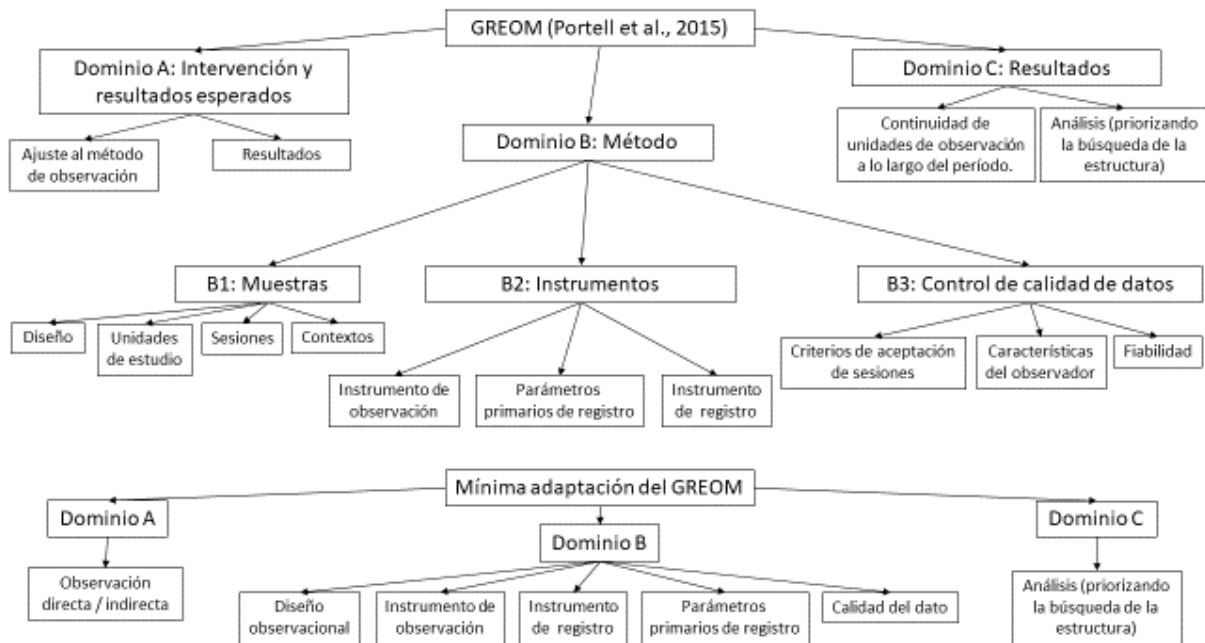 GREOM (Portell et al., 2015)
Dominio A: Intervención y
resultados esperados
Dominio C: Resultados
Ajuste al método
de observación
Resultados
Dominio B: Método
Continuidad de
unidades de observación
a lo largo del período.
Análisis (priorizando
la búsqueda de la
estructura)
B1: Muestras
B2: Instrumentos
B3: Control de calidad de datos
Diseño
Unidades
de estudio
Sesiones
Contextos
Instrumento de
observación
Parámetros
primarios de registro
Instrumento
de registro
Criterios de aceptación
de sesiones
Características
del observador
Fiabilidad
Mínima adaptación del GREOM
Dominio A
Dominio B
Dominio C
Observación
directa / indirecta
Diseño
observacional
Instrumento de
observación
Instrumento
de registro
Parámetros
primarios de registro
Calidad del dato
Análisis (priorizando
la búsqueda de la
estructura)